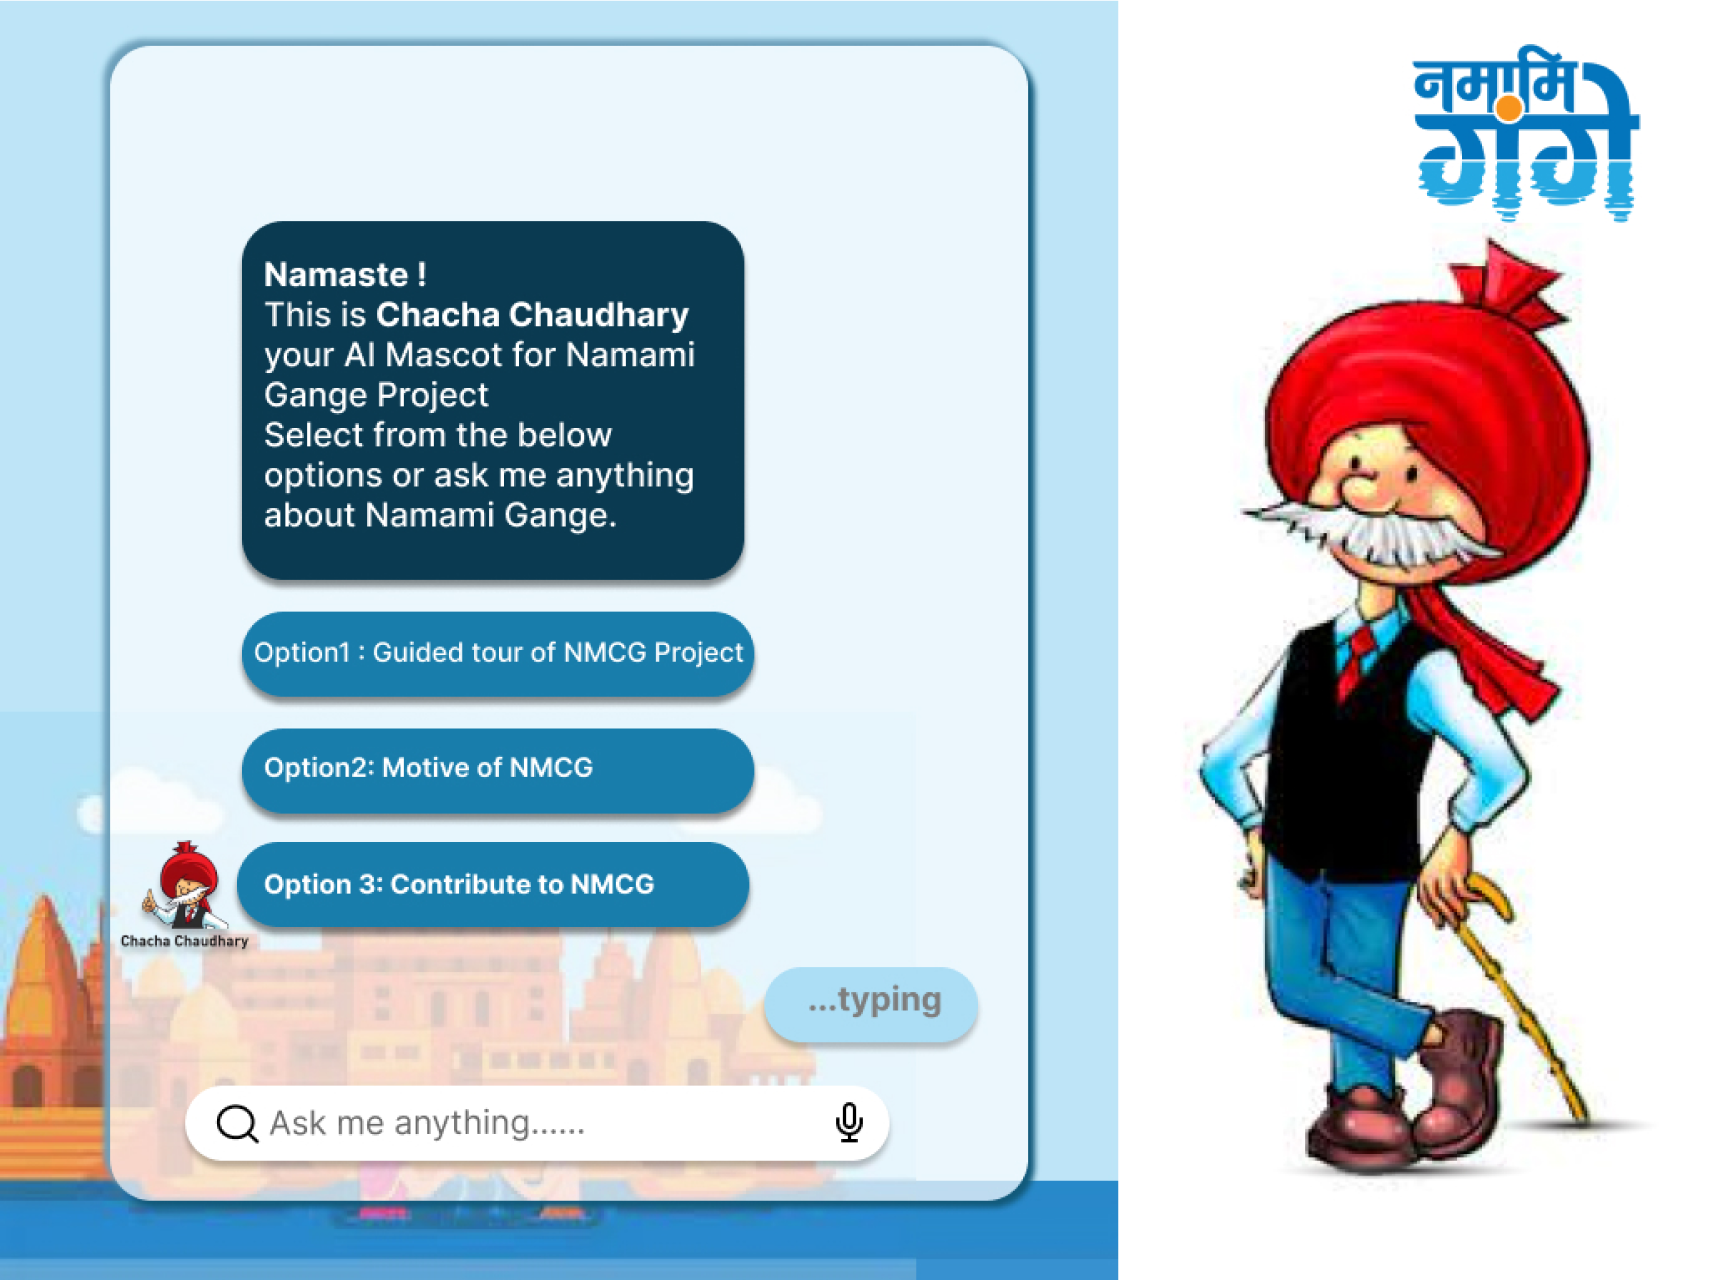 नमामि
गंगे
Namaste !
This is Chacha Chaudhary
your AI Mascot for Namami
Gange Project
Select from the below
options or ask me anything
about Namami Gange.
Option1 : Guided tour of NMCG Project
Option2: Motive of NMCG
Option 3: Contribute to NMCG
Chacha Chaudhary
...typing
Ask me anything......